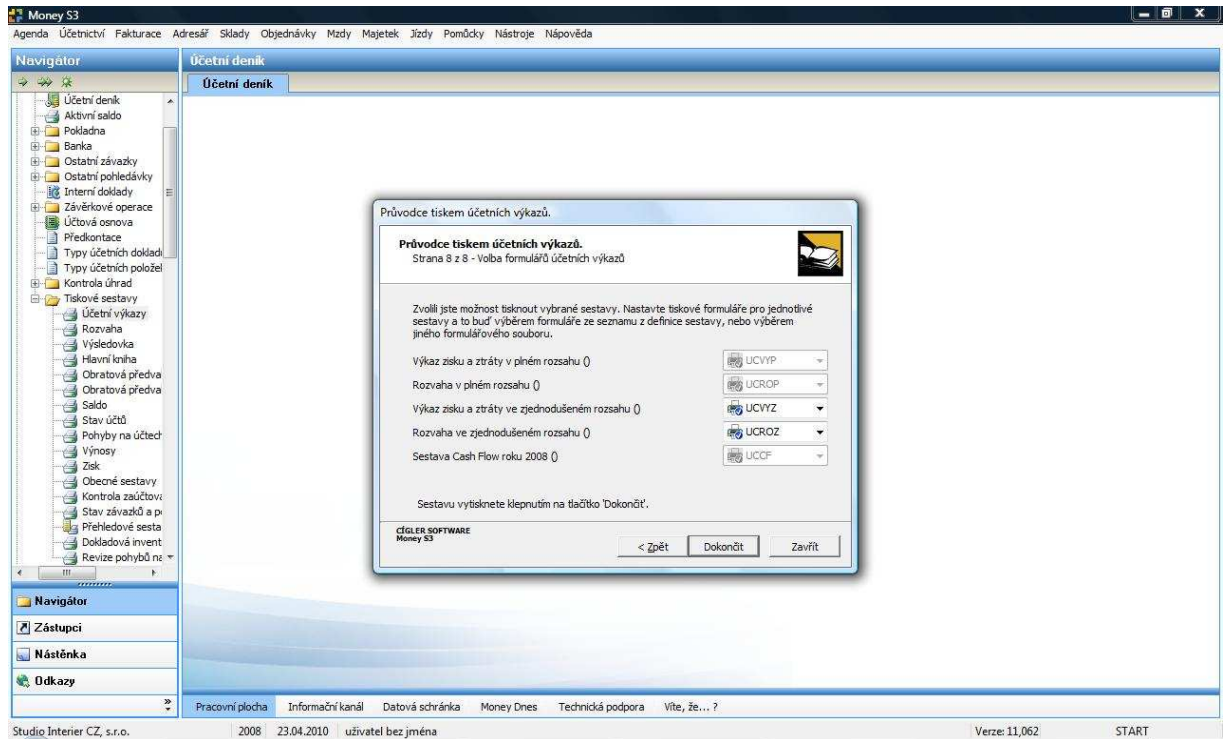 Money S3
Agenda Účetnictví Fakturace Adresář Sklady Objednávky Mzdy Majetek Jízdy Pomůcky Nástroje Nápověda
Navigátor
Účetní deník
Účetní deník
Účetní deník
Aktivní saldo
Pokladna
Banka
Ostatní závazky
Ostatní pohledávky
Interní doklady
Závěrkové operace
Účtová osnova
Předkontace
Typy účetních dokladů
Typy účetních položek
Kontrola úhrad
Tiskové sestavy
Účetní výkazy
Rozvaha
Výsledovka
Hlavní kniha
Obratová předva
Obratová předva
Saldo
Stav účtů
Pohyby na účtech
Výnosy
Zisk
Obecné sestavy
Kontrola zaúčtova
Stav závazků a po
Přehledové sesta
Dokladová invent
Revize pohybů na
Navigátor
Zástupci
Nástěnka
Odkazy
Průvodce tiskem účetních výkazů.
Průvodce tiskem účetních výkazů.
Strana 8 z 8 - Volba formulářů účetních výkazů
Zvolili jste možnost tisknout vybrané sestavy. Nastavte tiskové formuláře pro jednotlivé
sestavy a to buď výběrem formuláře ze seznamu z definice sestavy, nebo výběrem
jiného formulářového souboru.
Výkaz zisku a ztráty v plném rozsahu () UCVYP
Rozvaha v plném rozsahu () UCROP
Výkaz zisku a ztráty ve zjednodušeném rozsahu () UCVYZ
Rozvaha ve zjednodušeném rozsahu () UCROZ
Sestava Cash Flow roku 2008 () UCCF
Sestavu vytisknete klepnutím na tlačítko 'Dokončit'.
CÍGLER SOFTWARE
Money S3
< Zpět Dokončit Zavřít
Pracovní plocha Informační kanál Datová schránka Money Dnes Technická podpora Víte, že... ?
Studio Interier CZ, s.r.o. 2008 23.04.2010 uživatel bez jména Verze: 11,062 START